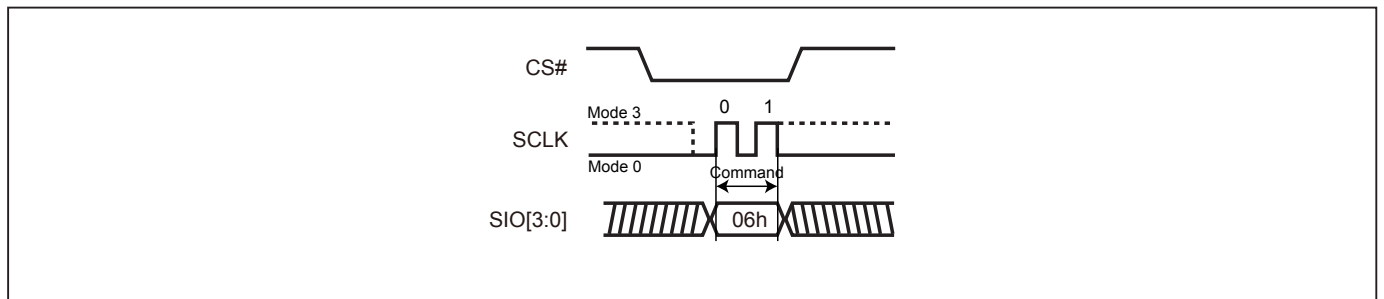 CS#
Mode 3
0 1
SCLK
Mode 0
Command
SIO[3:0]
06h